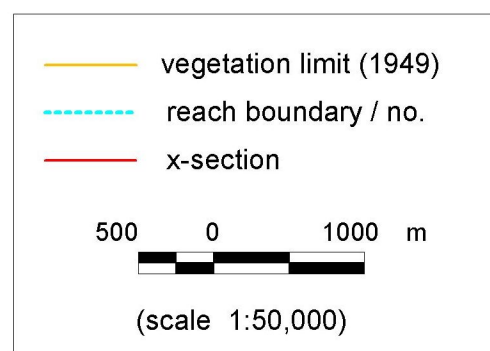 vegetation limit (1949)
reach boundary / no.
x-section
500 0 1000 m
(scale 1:50,000)